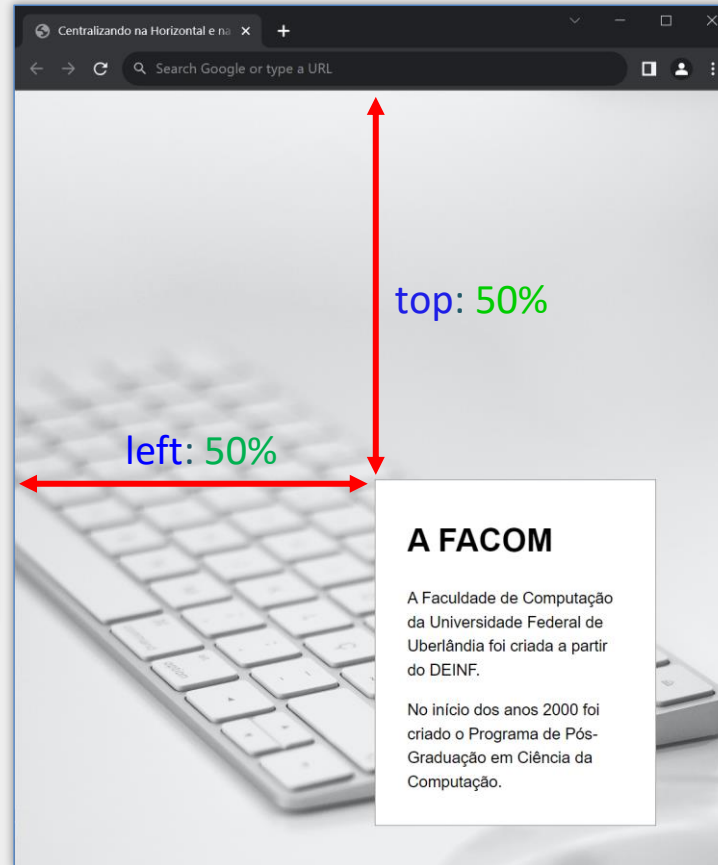 Centralizando na Horizontal e na
Search Google or type a URL
top: 50%
left: 50%
A FACOM
A Faculdade de Computação
da Universidade Federal de
Uberlândia foi criada a partir
do DEINF.
No início dos anos 2000 foi
criado o Programa de Pós-
Graduação em Ciência da
Computação.